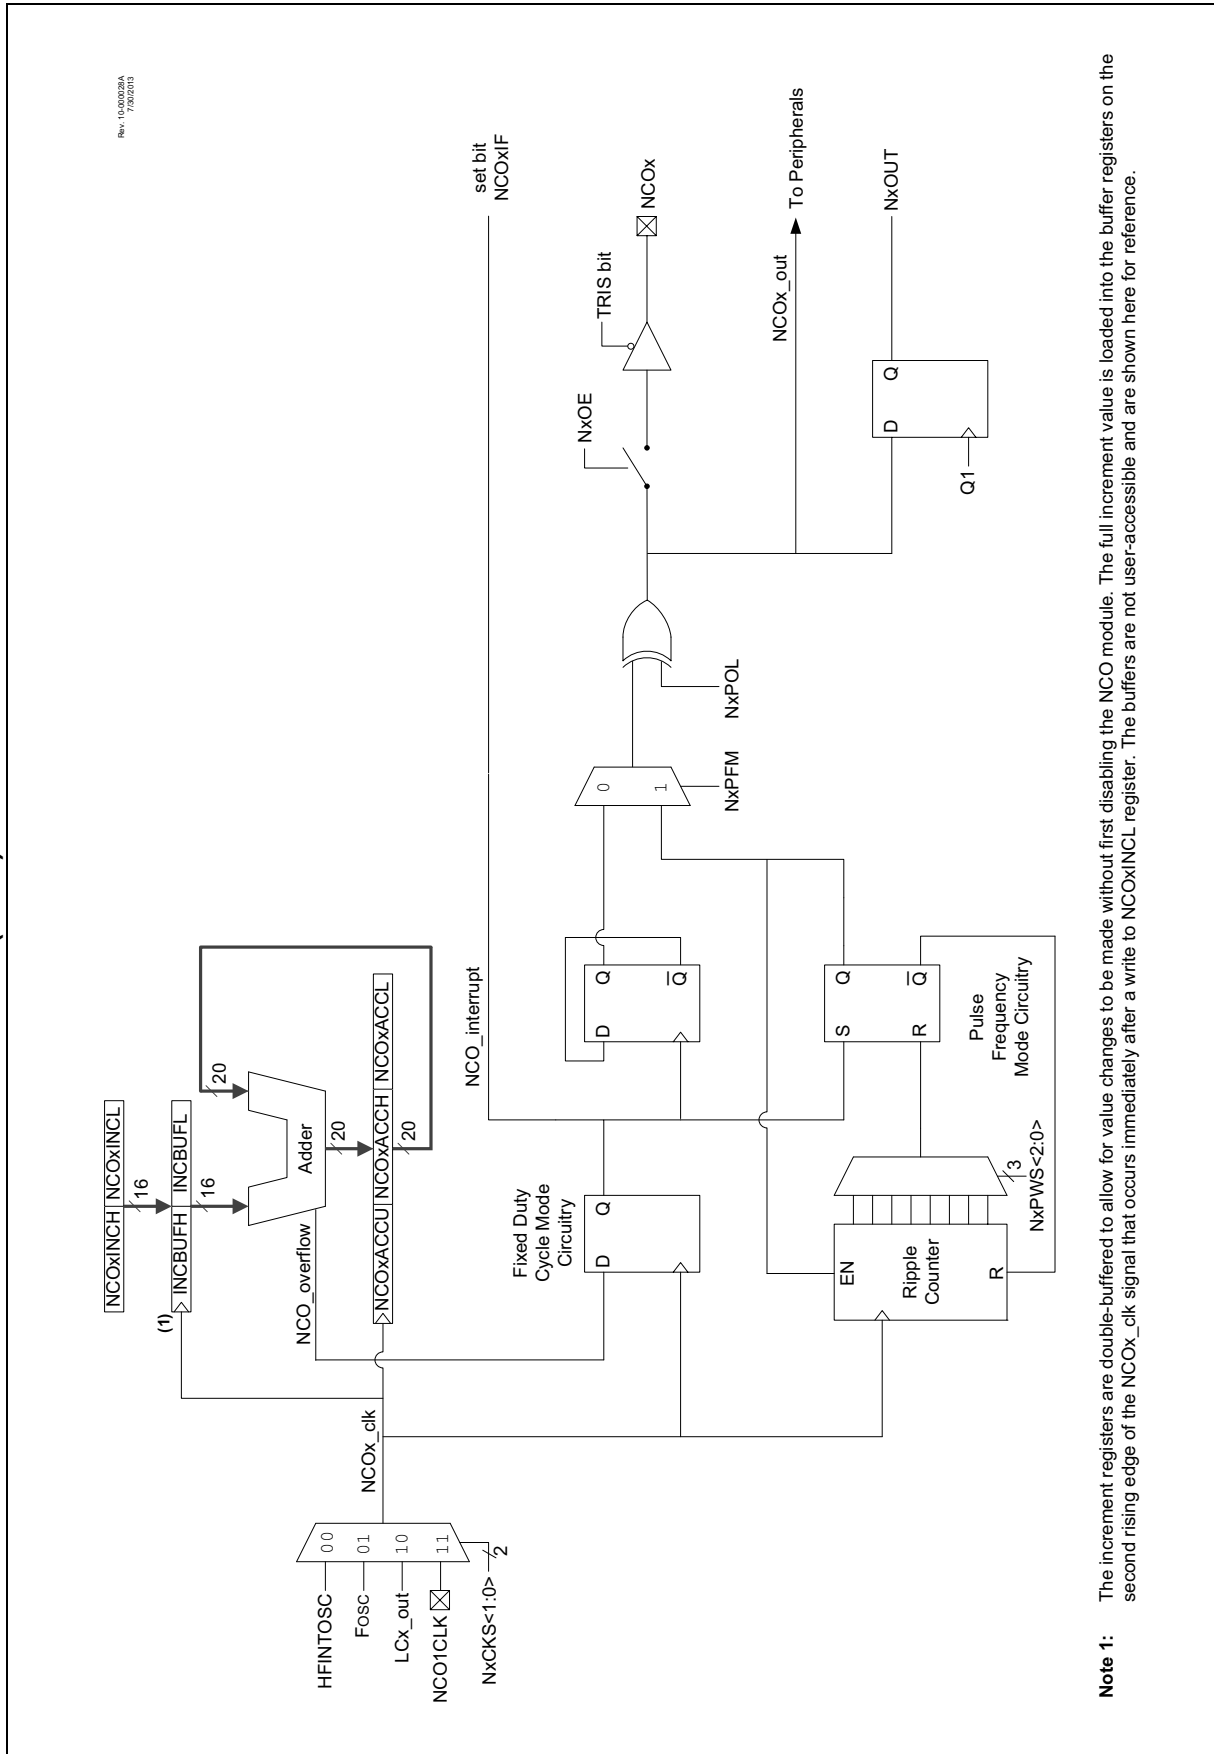 Rev. 10-000028A
7/30/2013
NCOxINCH NCOxINCL
16
(1)
INCBUFH INCBUFL
16
20
Adder
NCO_overflow
20
NCOxACCU NCOxACCH NCOxACCL
20
NCOx_clk
HFINTOSC
00
FOSC
01
LCx_out
10
NCO1CLK
11
NxCKS<1:0>
2
NCO_interrupt
set bit
NCOxIF
Fixed Duty
Cycle Mode
Circuitry
D
Q
D
Q
Q
0
1
NxPFM
NxPOL
NxOE
TRIS bit
NCOx
NCOx_out
To Peripherals
D
Q
Q1
NxOUT
EN
Ripple
Counter
R
NxPWS<2:0>
3
S
Q
R
Q
Pulse
Frequency
Mode Circuitry
Note 1: The increment registers are double-buffered to allow for value changes to be made without first disabling the NCO module. The full increment value is loaded into the buffer registers on the
second rising edge of the NCOx_clk signal that occurs immediately after a write to NCOxINCL register. The buffers are not user-accessible and are shown here for reference.